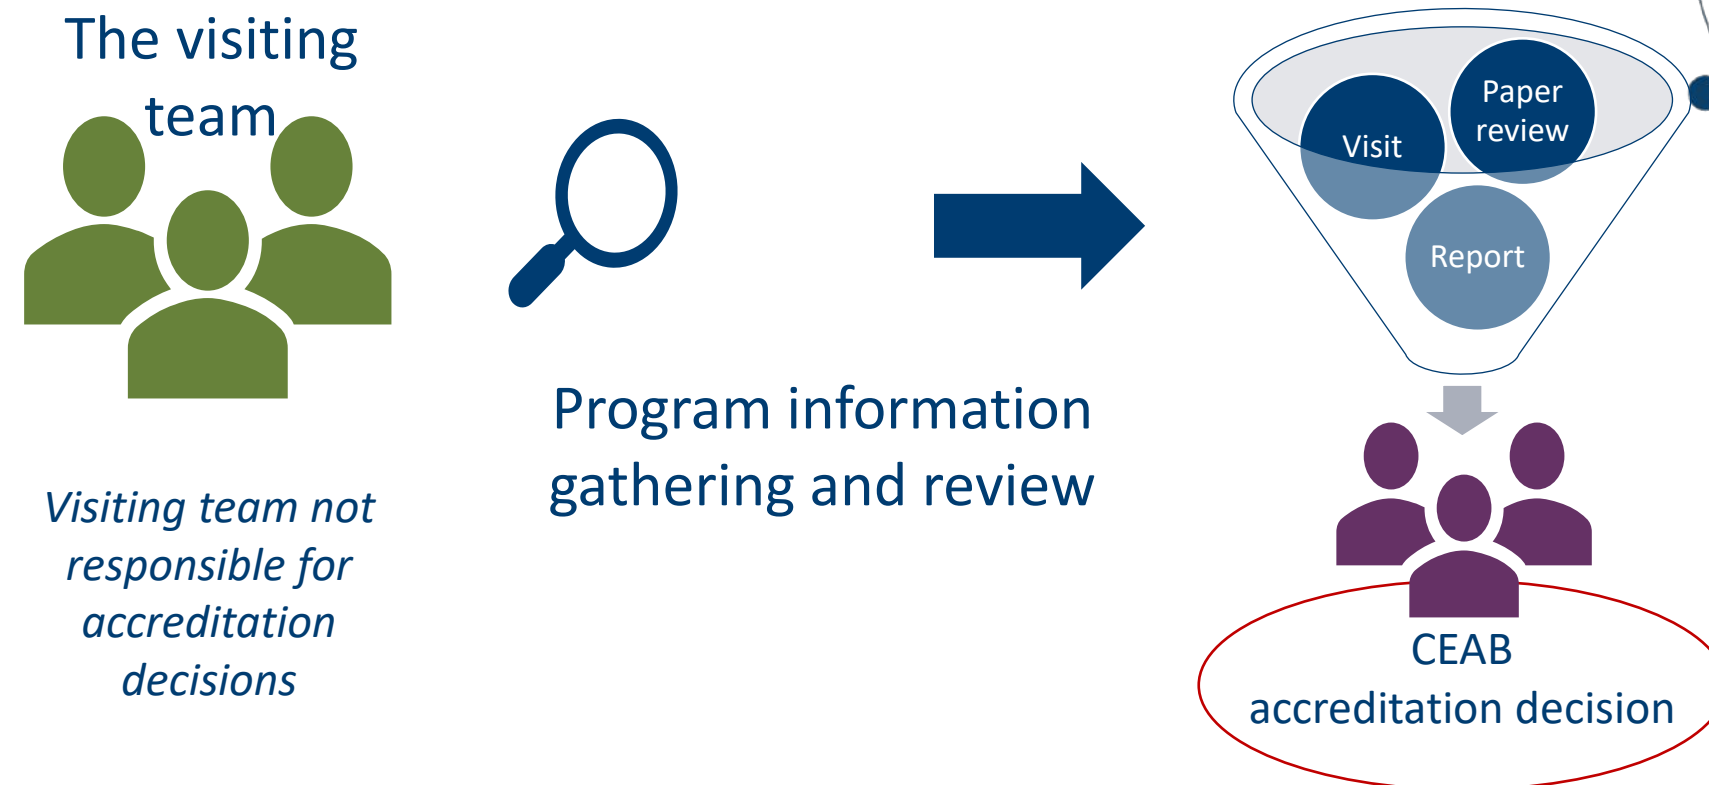 The visiting
team
Visiting team not
responsible for
accreditation
decisions
Program information
gathering and review
Paper
review
Visit
Report
CEAB
accreditation decision